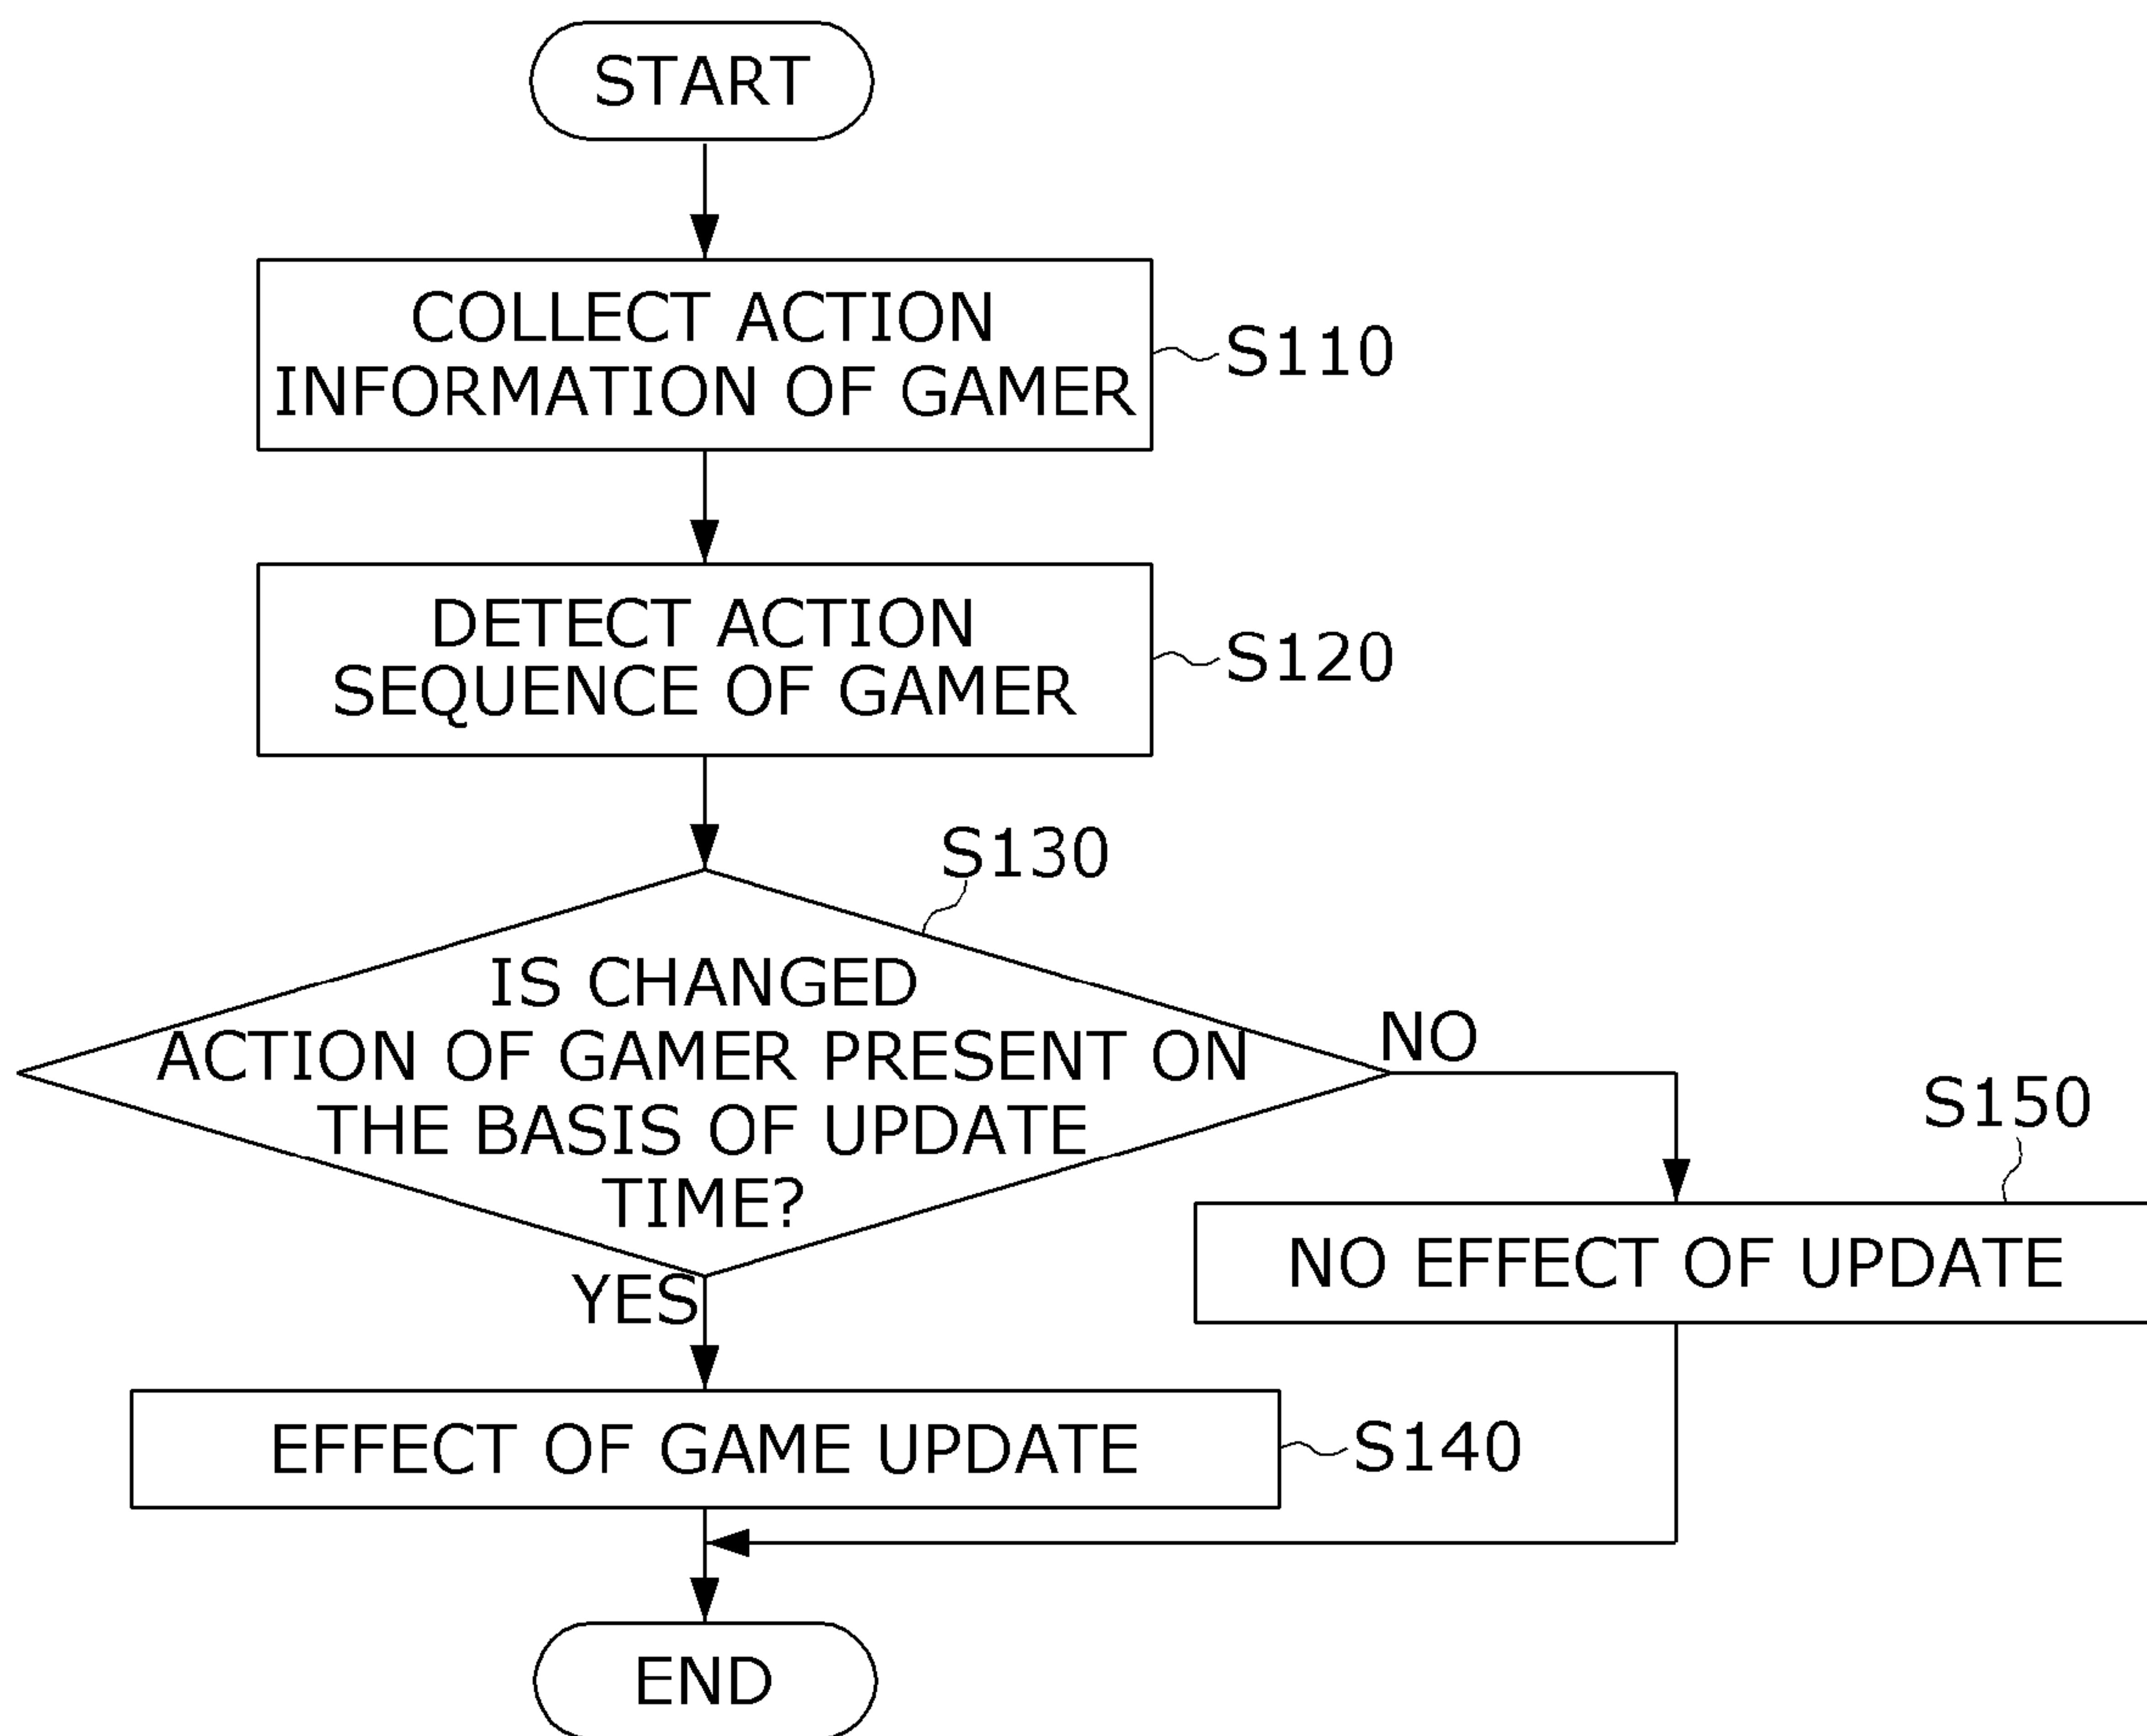 START
COLLECT ACTION
INFORMATION OF GAMER
S110
DETECT ACTION
SEQUENCE OF GAMER
S120
S130
IS CHANGED
ACTION OF GAMER PRESENT ON
THE BASIS OF UPDATE
TIME?
NO
S150
NO EFFECT OF UPDATE
YES
EFFECT OF GAME UPDATE
S140
END